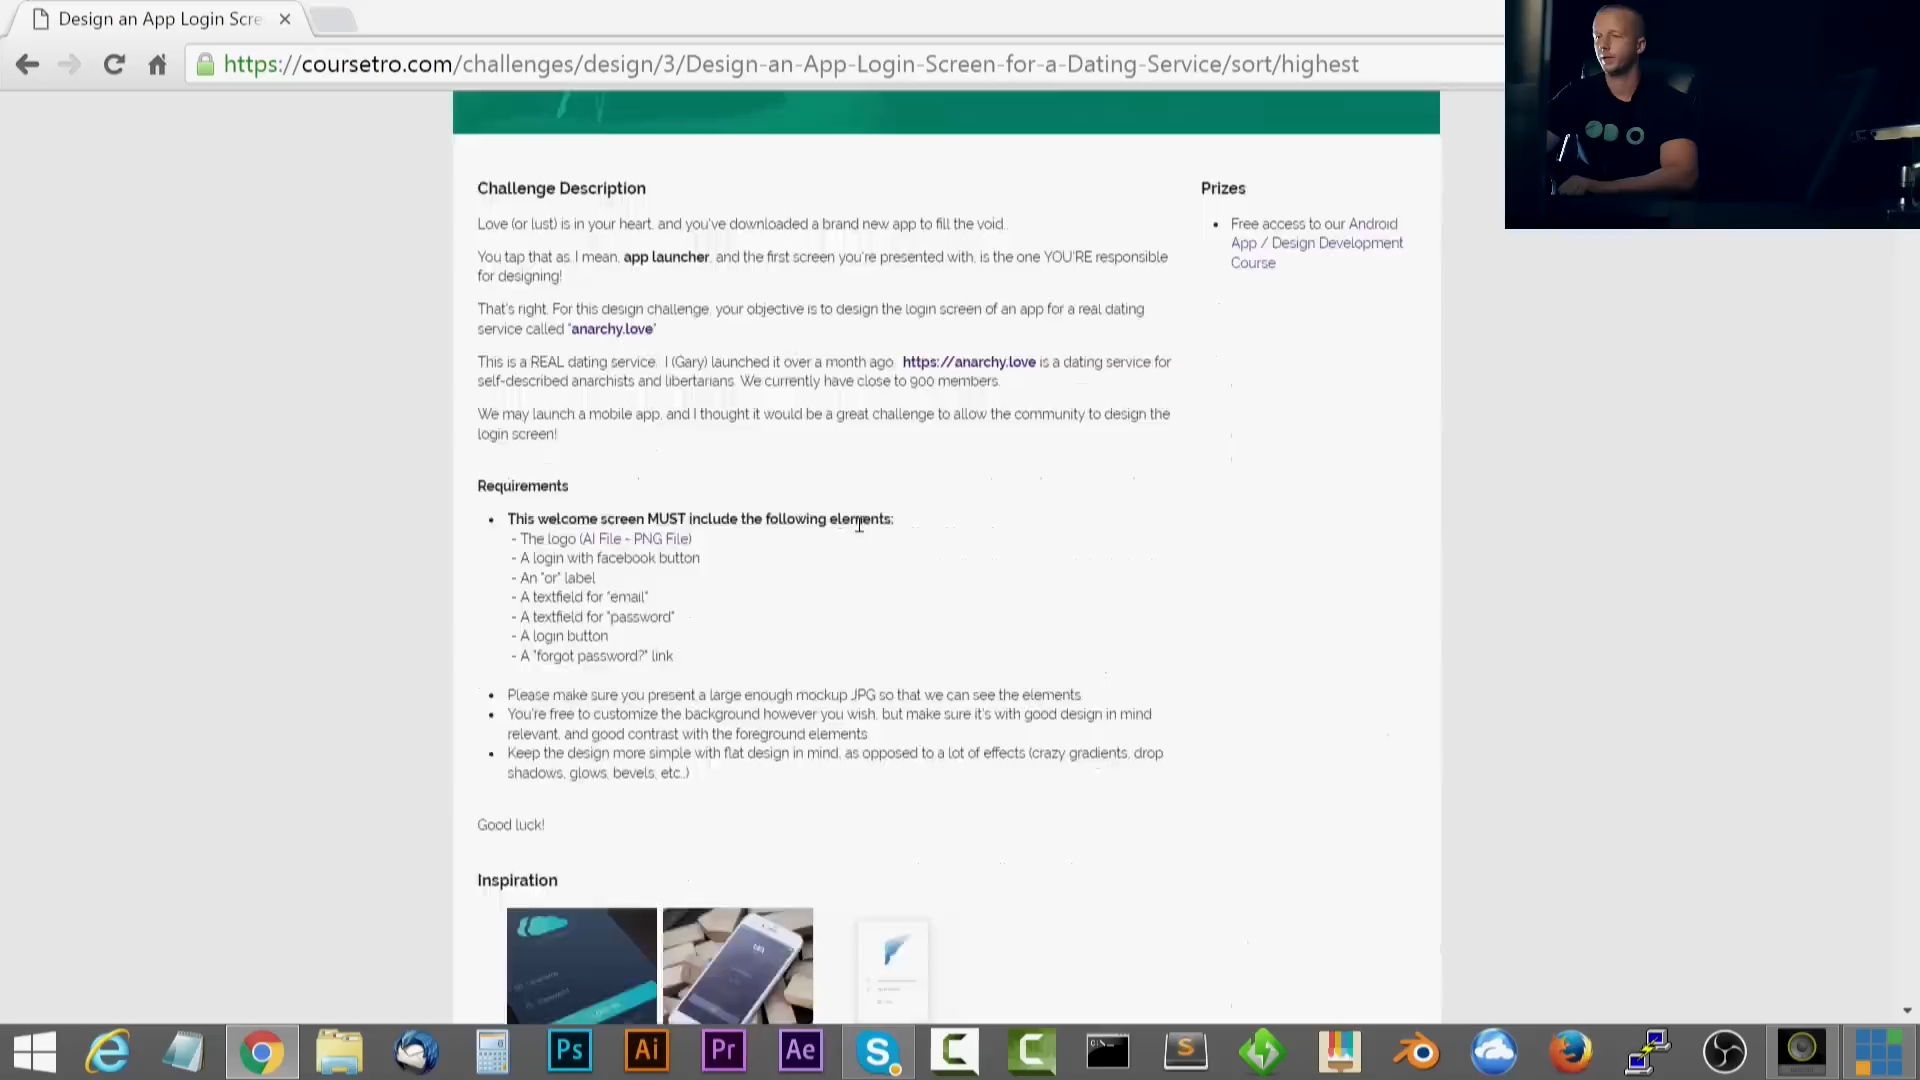 Design an App Login Scre
https://coursetro.com/challenges/design/3/Design-an-App-Login-Screen-for-a-Dating-Service/sort/highest
Challenge Description
Love (or lust) is in your heart, and you've downloaded a brand new app to fill the void.
You tap that as, I mean, app launcher, and the first screen you're presented with, is the one YOU'RE responsible
for designing!
That's right. For this design challenge, your objective is to design the login screen of an app for a real dating
service called "anarchy.love"
This is a REAL dating service. I (Gary) launched it over a month ago. https://anarchy.love is a dating service for
self-described anarchists and libertarians. We currently have close to 900 members.
We may launch a mobile app, and I thought it would be a great challenge to allow the community to design the
login screen!
Requirements
• This welcome screen MUST include the following elements:
- The logo (AI File - PNG File)
- A login with facebook button
- An "or" label
- A textfield for "email"
- A textfield for "password"
- A login button
- A "forgot password?" link
• Please make sure you present a large enough mockup JPG so that we can see the elements.
• You're free to customize the background however you wish, but make sure it's with good design in mind
relevant, and good contrast with the foreground elements.
• Keep the design more simple with flat design in mind, as opposed to a lot of effects (crazy gradients, drop
shadows, glows, bevels, etc..)
Good luck!
Inspiration
Prizes
• Free access to our Android
App / Design Development
Course
Ps
Ai
Pr
Ae